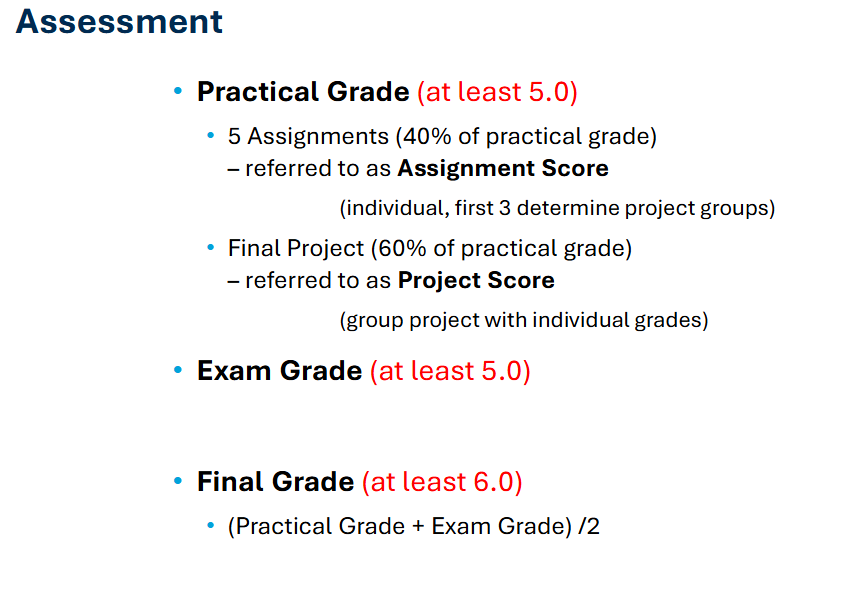 Assessment
• Practical Grade (at least 5.0)
• 5 Assignments (40% of practical grade)
– referred to as Assignment Score
(individual, first 3 determine project groups)
• Final Project (60% of practical grade)
– referred to as Project Score
(group project with individual grades)
• Exam Grade (at least 5.0)
• Final Grade (at least 6.0)
• (Practical Grade + Exam Grade) /2